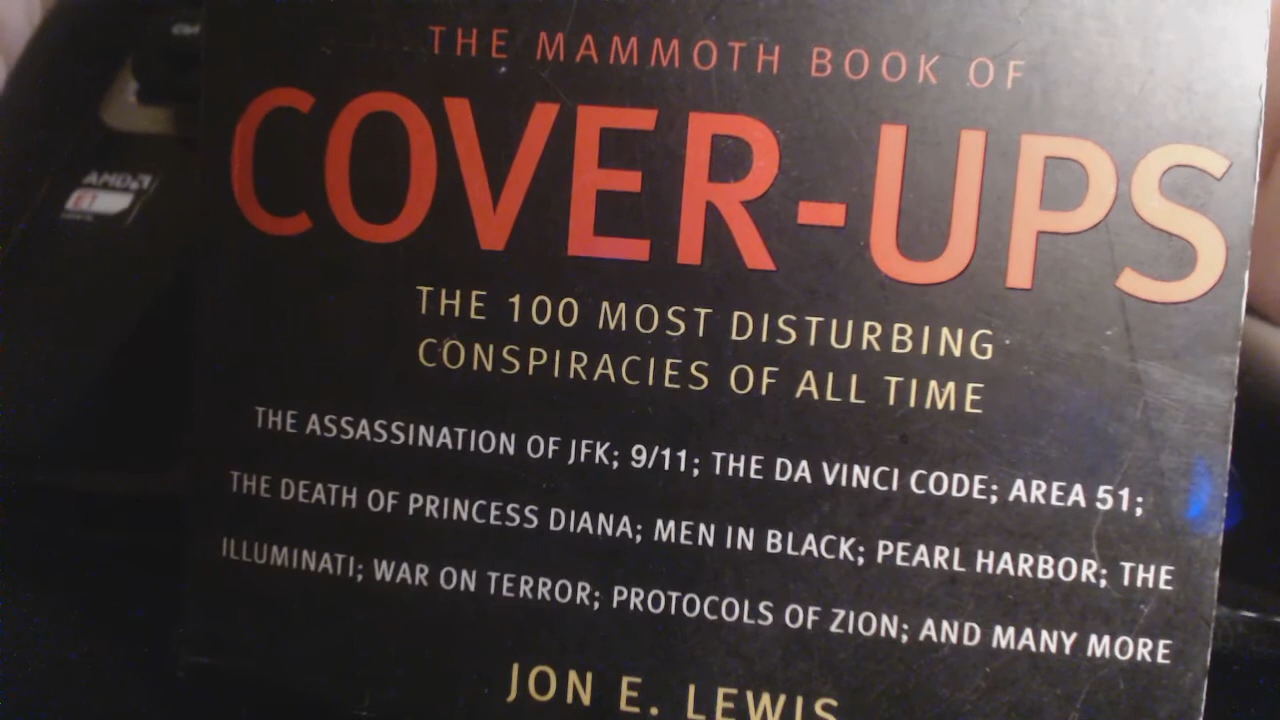 THE MAMMOTH BOOK OF
COVER-UPS
THE 100 MOST DISTURBING
CONSPIRACIES OF ALL TIME
THE ASSASSINATION OF JFK; 9/11; THE DA VINCI CODE; AREA 51;
THE DEATH OF PRINCESS DIANA; MEN IN BLACK; PEARL HARBOR; THE
ILLUMINATI; WAR ON TERROR; PROTOCOLS OF ZION; AND MANY MORE
JON E. LEWIS
Ctrl
AMD